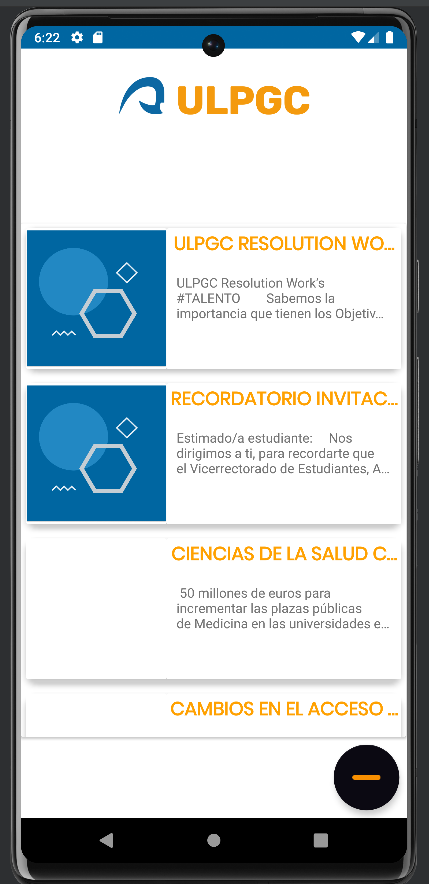 6:22
ULPGC
ULPGC RESOLUTION WO...
ULPGC Resolution Work's
#TALENTO Sabemos la
importancia que tienen los Objetiv...
RECORDATORIO INVITAC...
Estimado/a estudiante: Nos
dirigimos a ti, para recordarte que
el Vicerrectorado de Estudiantes, A...
CIENCIAS DE LA SALUD C...
50 millones de euros para
incrementar las plazas públicas
de Medicina en las universidades e...
CAMBIOS EN EL ACCESO ...